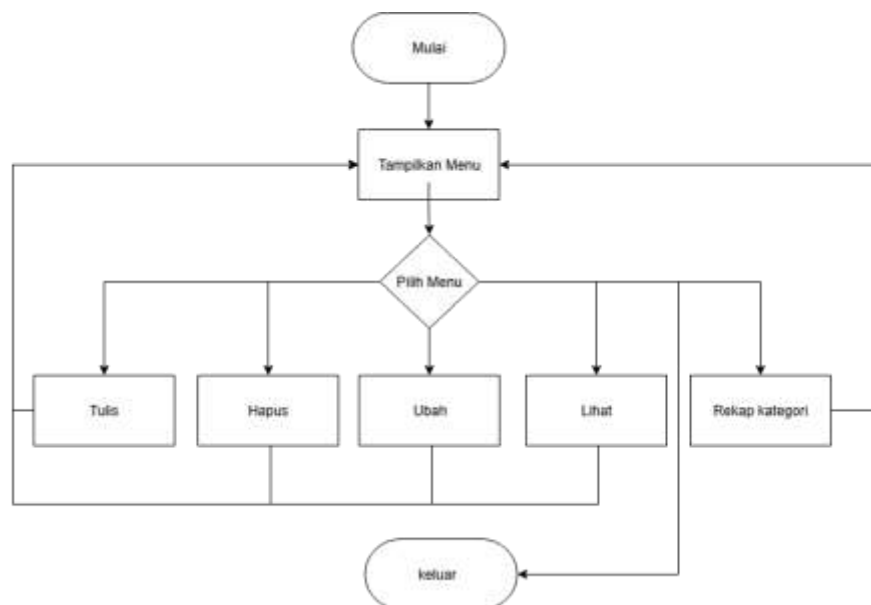 Mulai
Tampilkan Menu
Pilih Menu
Tulis
Hapus
Ubah
Lihat
Rekap kategori
keluar